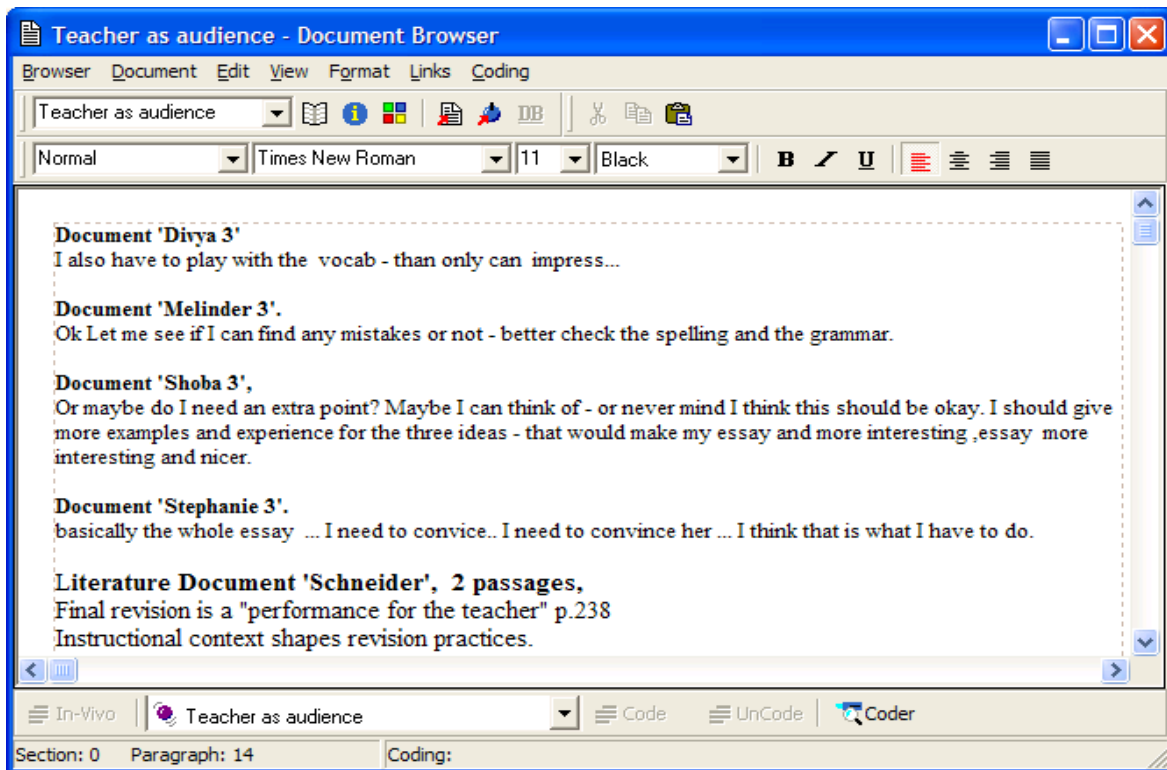 Teacher as audience - Document Browser
Browser Document Edit View Format Links Coding
Teacher as audience DB
Normal Times New Roman 11 Black B I U
Document 'Divya 3'
I also have to play with the vocab - than only can impress...
Document 'Melinder 3'.
Ok Let me see if I can find any mistakes or not - better check the spelling and the grammar.
Document 'Shoba 3',
Or maybe do I need an extra point? Maybe I can think of - or never mind I think this should be okay. I should give
more examples and experience for the three ideas - that would make my essay and more interesting ,essay more
interesting and nicer.
Document 'Stephanie 3'.
basically the whole essay ... I need to convice.. I need to convince her ... I think that is what I have to do.
Literature Document 'Schneider', 2 passages,
Final revision is a "performance for the teacher" p.238
Instructional context shapes revision practices.
In-Vivo Teacher as audience Code UnCode Coder
Section: 0 Paragraph: 14 Coding: